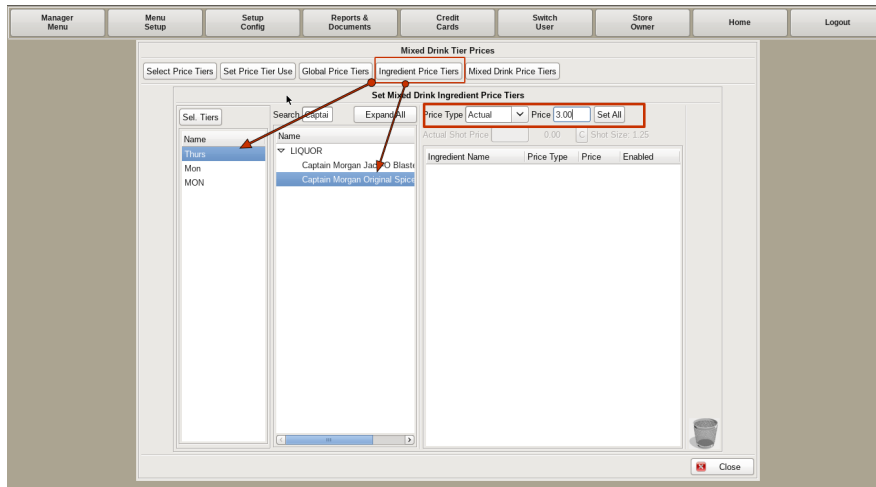 Manager Menu
Menu Setup
Setup Config
Reports & Documents
Credit Cards
Switch User
Store Owner
Home
Logout
Mixed Drink Tier Prices
Select Price Tiers
Set Price Tier Use
Global Price Tiers
Ingredient Price Tiers
Mixed Drink Price Tiers
Set Mixed Drink Ingredient Price Tiers
Sel. Tiers
Name
Thurs
Mon
MON
Search Captai Expand All
Name
LIQUOR
Captain Morgan Jack O Blaste
Captain Morgan Original Spice
Price Type Actual Price 3.00 Set All
Actual Shot Price 0.00 C Shot Size: 1.25
Ingredient Name Price Type Price Enabled
Close